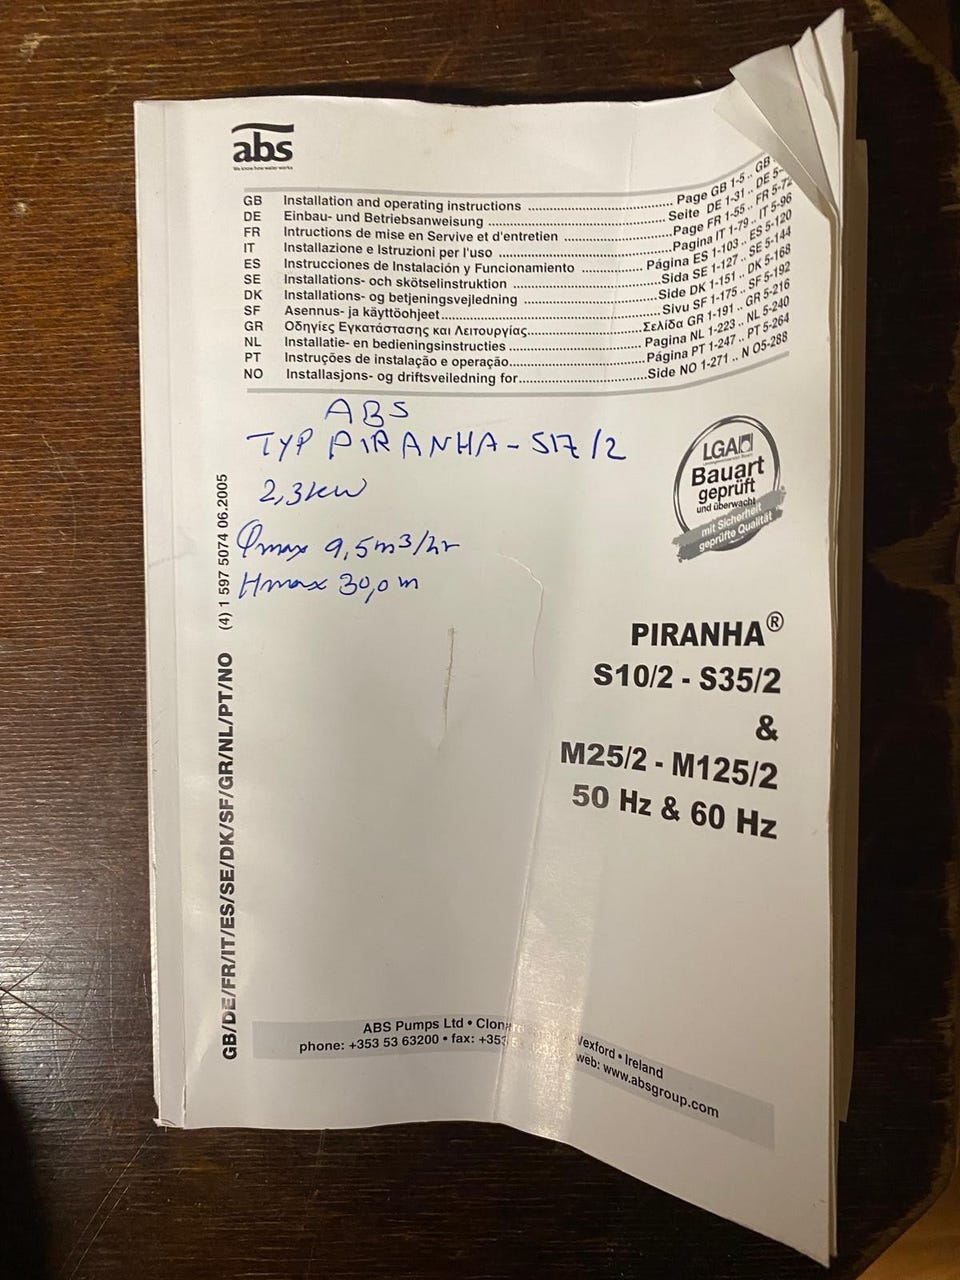 abs
We know how water works
GB Installation and operating instructions ........ Page GB 1-5 .. GB
DE Einbau- und Betriebsanweisung ........ Seite DE 1-31 .. DE 5-
FR Intructions de mise en Servive et d'entretien ........ Page FR 1-55 .. FR 5-72
IT Installazione e Istruzioni per l'uso ........ Pagina IT 1-79 .. IT 5-96
ES Instrucciones de Instalación y Funcionamiento ........ Página ES 1-103 .. ES 5-120
SE Installations- och skötselinstruktion ........ Sida SE 1-127 .. SE 5-144
DK Installations- og betjeningsvejledning ........ Side DK 1-151 .. DK 5-168
SF Asennus- ja käyttöohjeet ........ Sivu SF 1-175 .. SF 5-192
GR Οδηγίες Εγκατάστασης και Λειτουργίας ........ Σελίδα GR 1-191 .. GR 5-216
NL Installatie- en bedieningsinstructies ........ Pagina NL 1-223 .. NL 5-240
PT Instruções de instalação e operação ........ Página PT 1-247 .. PT 5-264
NO Installasjons- og driftsveiledning for ........ Side NO 1-271 .. N O5-288
ABS
TYP PIRANHA-S17/2
2,3kW
Qmax 9,5m3/hr
Hmax 30,0m
LGA
Bauart
geprüft
und überwacht
mit Sicherheit
geprüfte Qualität
PIRANHA®
S10/2 - S35/2
&
M25/2 - M125/2
50 Hz & 60 Hz
GB/DE/FR/IT/ES/SE/DK/SF/GR/NL/PT/NO (4) 1 597 5074 06.2005
ABS Pumps Ltd • Clon Wexford • Ireland
phone: +353 53 63200 • fax: +353 web: www.absgroup.com